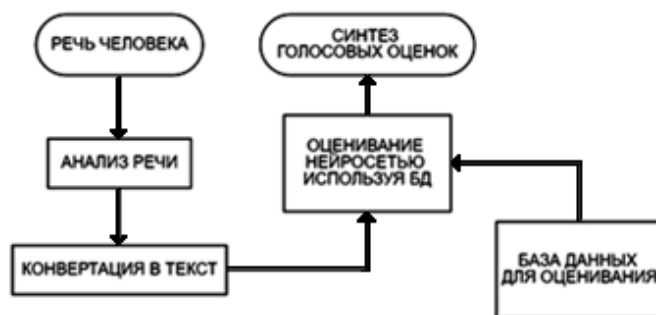 РЕЧЬ ЧЕЛОВЕКА
СИНТЕЗ
ГОЛОСОВЫХ ОЦЕНОК
АНАЛИЗ РЕЧИ
ОЦЕНИВАНИЕ
НЕЙРОСЕТЬЮ
ИСПОЛЬЗУЯ БД
КОНВЕРТАЦИЯ В ТЕКСТ
БАЗА ДАННЫХ
ДЛЯ ОЦЕНИВАНИЯ